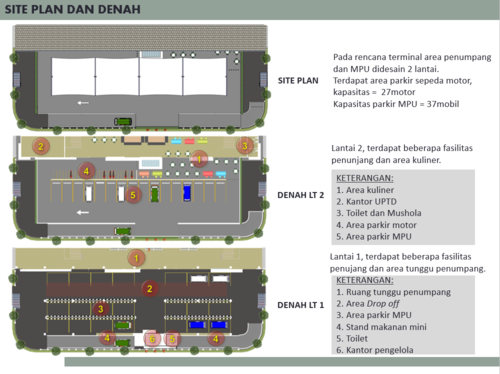 SITE PLAN DAN DENAH
SITE PLAN
Pada rencana terminal area penumpang
dan MPU didesain 2 lantai.
Terdapat area parkir sepeda motor,
kapasitas = 27motor
Kapasitas parkir MPU = 37mobil
2
3
1
4
5
DENAH LT 2
Lantai 2, terdapat beberapa fasilitas
penunjang dan area kuliner.
KETERANGAN:
1. Area kuliner
2. Kantor UPTD
3. Toilet dan Mushola
4. Area parkir motor
5. Area parkir MPU
1
2
3
4
6
5
4
DENAH LT 1
Lantai 1, terdapat beberapa fasilitas
penujang dan area tunggu penumpang.
KETERANGAN:
1. Ruang tunggu penumpang
2. Area Drop off
3. Area parkir MPU
4. Stand makanan mini
5. Toilet
6. Kantor pengelola